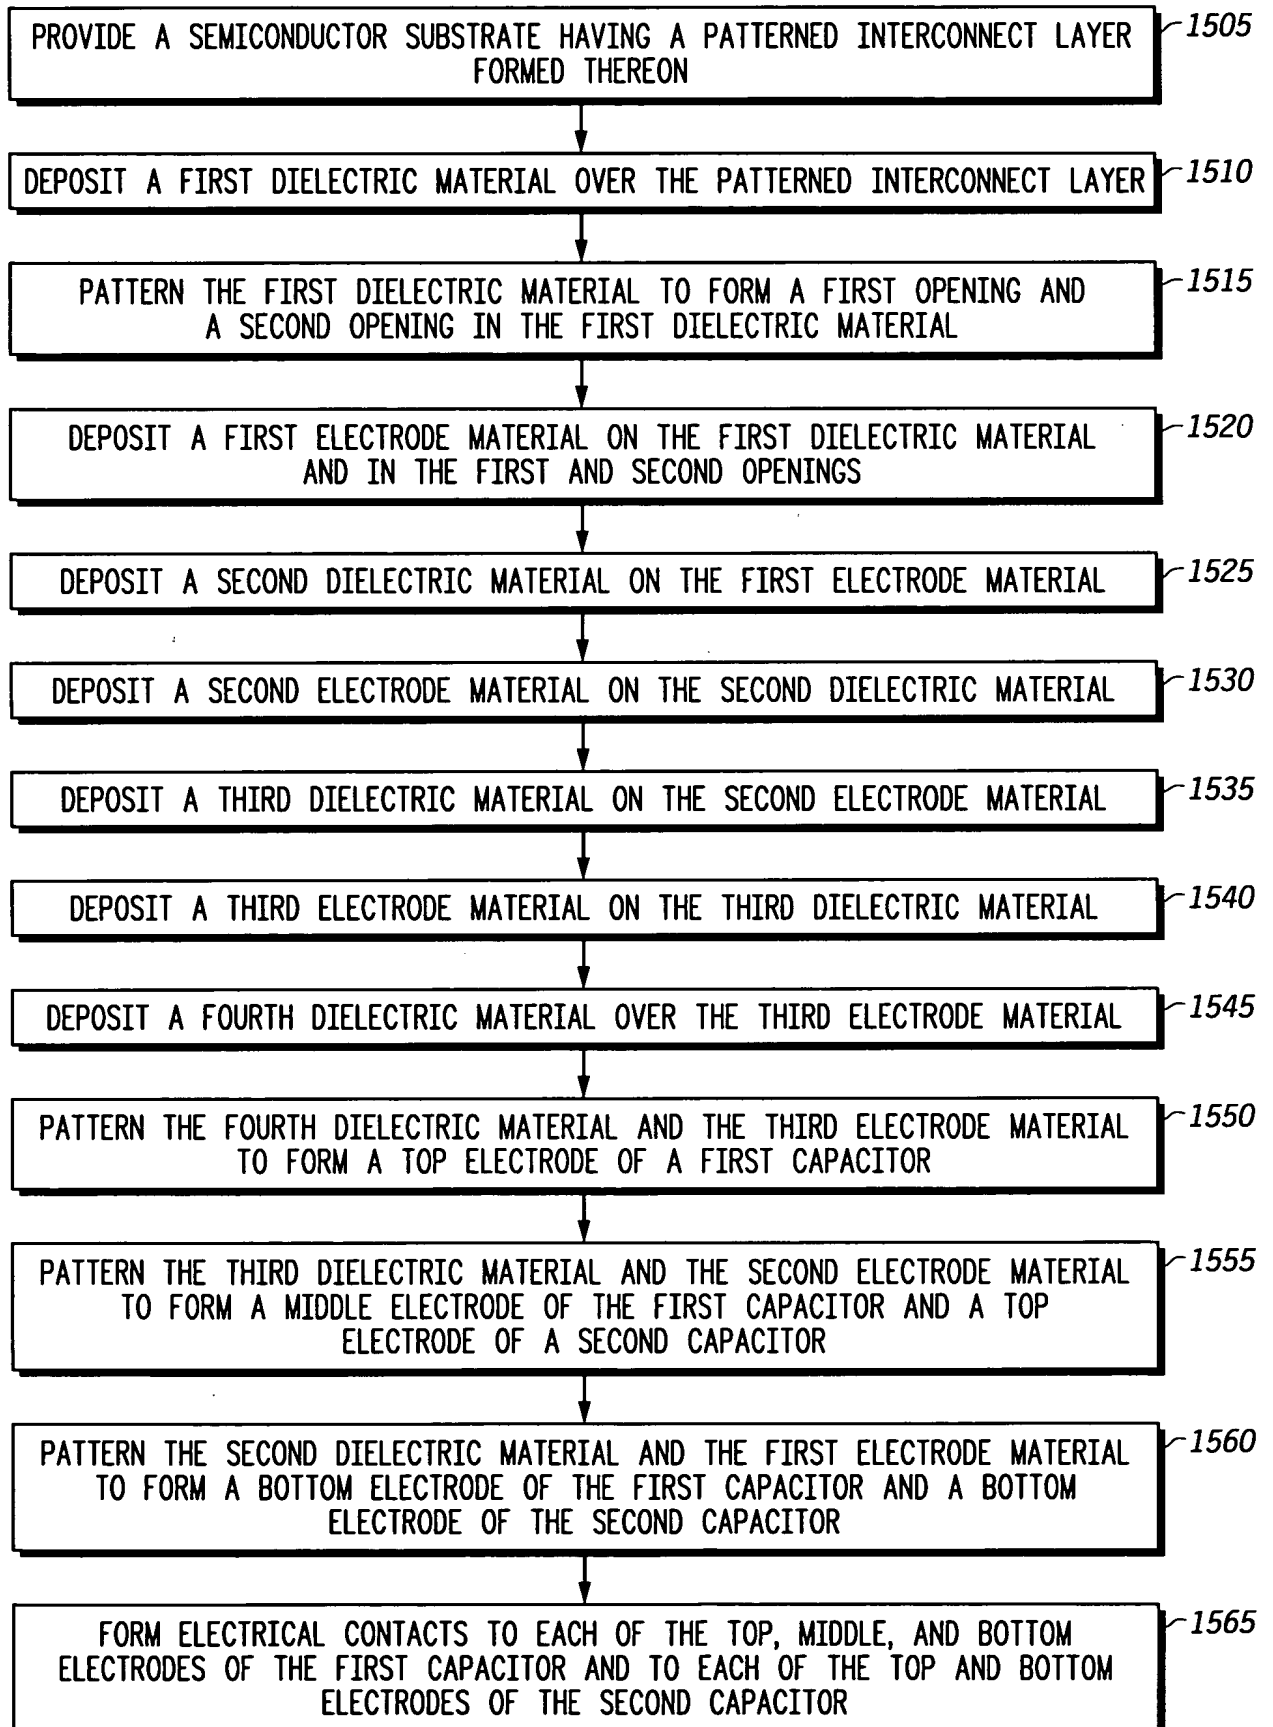 PROVIDE A SEMICONDUCTOR SUBSTRATE HAVING A PATTERNED INTERCONNECT LAYER
FORMED THEREON
1505
DEPOSIT A FIRST DIELECTRIC MATERIAL OVER THE PATTERNED INTERCONNECT LAYER
1510
PATTERN THE FIRST DIELECTRIC MATERIAL TO FORM A FIRST OPENING AND
A SECOND OPENING IN THE FIRST DIELECTRIC MATERIAL
1515
DEPOSIT A FIRST ELECTRODE MATERIAL ON THE FIRST DIELECTRIC MATERIAL
AND IN THE FIRST AND SECOND OPENINGS
1520
DEPOSIT A SECOND DIELECTRIC MATERIAL ON THE FIRST ELECTRODE MATERIAL
1525
DEPOSIT A SECOND ELECTRODE MATERIAL ON THE SECOND DIELECTRIC MATERIAL
1530
DEPOSIT A THIRD DIELECTRIC MATERIAL ON THE SECOND ELECTRODE MATERIAL
1535
DEPOSIT A THIRD ELECTRODE MATERIAL ON THE THIRD DIELECTRIC MATERIAL
1540
DEPOSIT A FOURTH DIELECTRIC MATERIAL OVER THE THIRD ELECTRODE MATERIAL
1545
PATTERN THE FOURTH DIELECTRIC MATERIAL AND THE THIRD ELECTRODE MATERIAL
TO FORM A TOP ELECTRODE OF A FIRST CAPACITOR
1550
PATTERN THE THIRD DIELECTRIC MATERIAL AND THE SECOND ELECTRODE MATERIAL
TO FORM A MIDDLE ELECTRODE OF THE FIRST CAPACITOR AND A TOP
ELECTRODE OF A SECOND CAPACITOR
1555
PATTERN THE SECOND DIELECTRIC MATERIAL AND THE FIRST ELECTRODE MATERIAL
TO FORM A BOTTOM ELECTRODE OF THE FIRST CAPACITOR AND A BOTTOM
ELECTRODE OF THE SECOND CAPACITOR
1560
FORM ELECTRICAL CONTACTS TO EACH OF THE TOP, MIDDLE, AND BOTTOM
ELECTRODES OF THE FIRST CAPACITOR AND TO EACH OF THE TOP AND BOTTOM
ELECTRODES OF THE SECOND CAPACITOR
1565